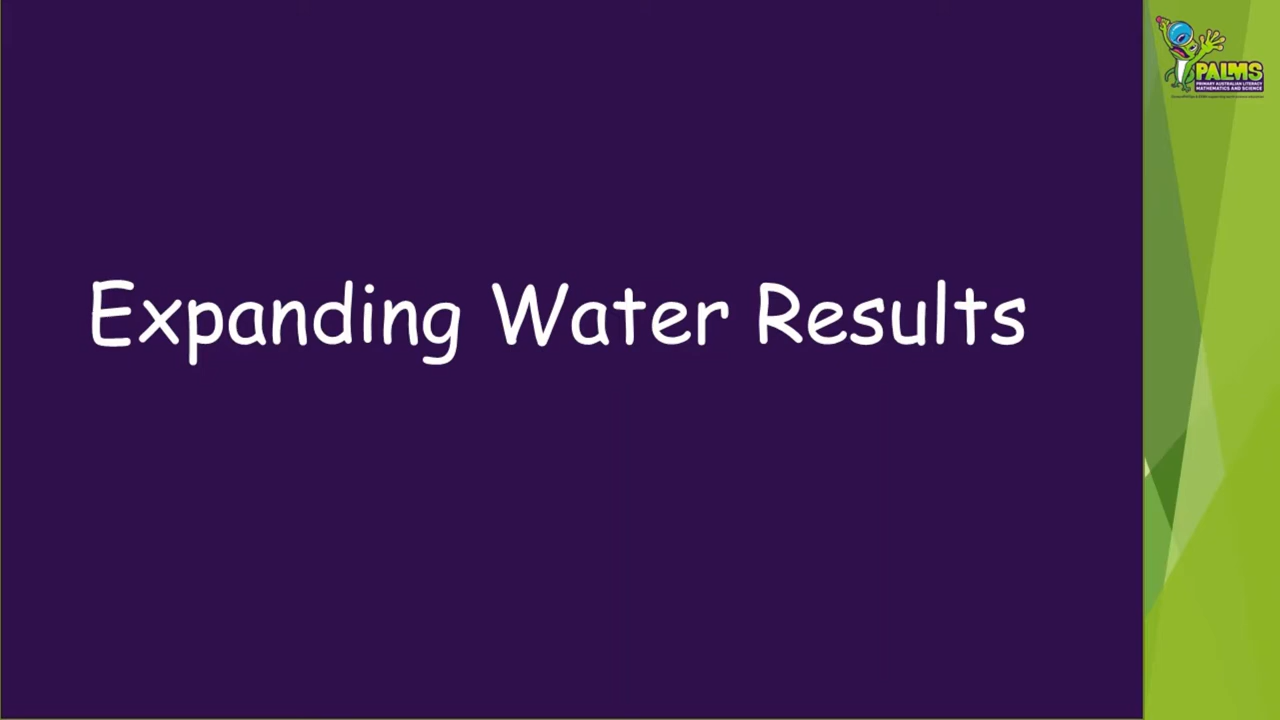 PALMS
PRIMARY AUSTRALIAN LITERACY
MATHEMATICS AND SCIENCE
Expanding Water Results